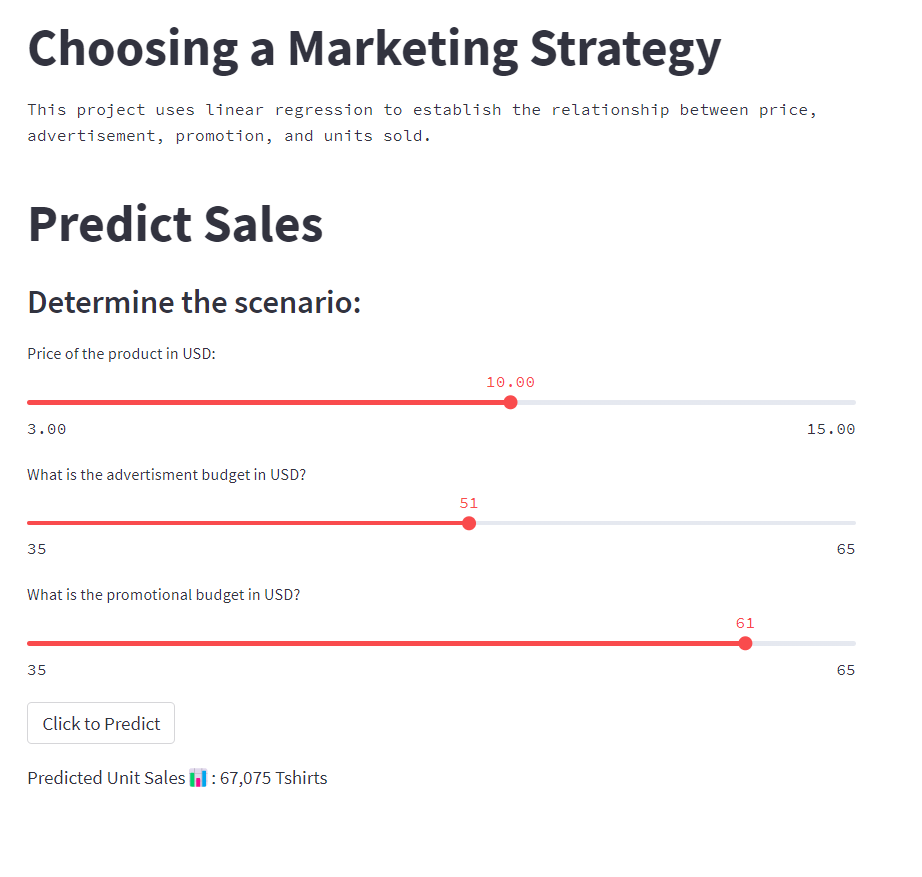 Choosing a Marketing Strategy
This project uses linear regression to establish the relationship between price,
advertisement, promotion, and units sold.
Predict Sales
Determine the scenario:
Price of the product in USD:
10.00
3.00 15.00
What is the advertisment budget in USD?
51
35 65
What is the promotional budget in USD?
61
35 65
Click to Predict
Predicted Unit Sales 📊 : 67,075 Tshirts